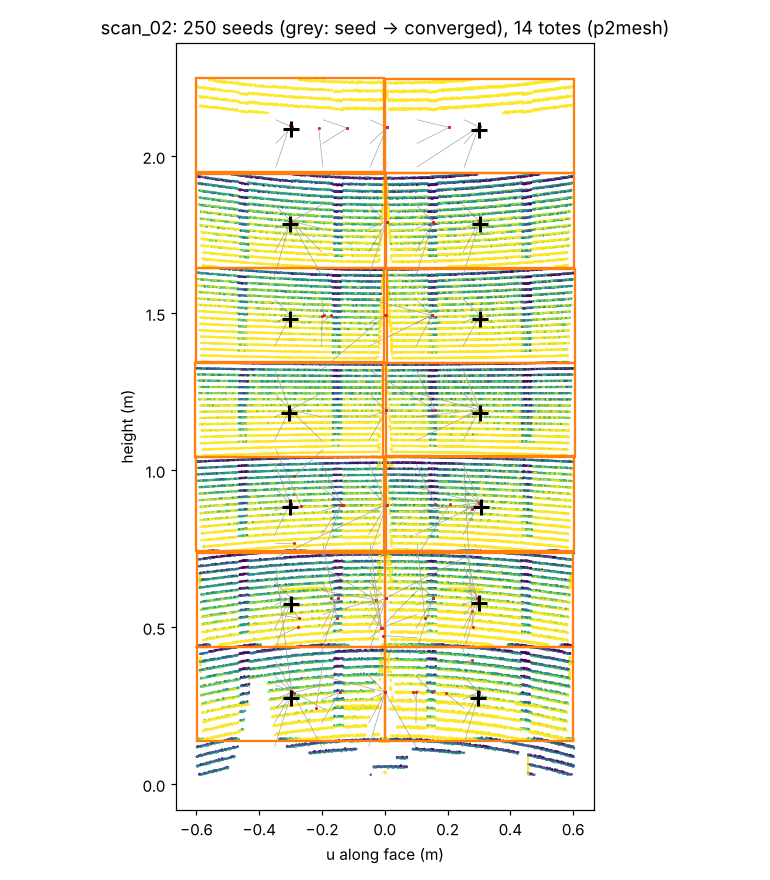 scan_02: 250 seeds (grey: seed → converged), 14 totes (p2mesh)
2.0
1.5
1.0
0.5
0.0
height (m)
−0.6 −0.4 −0.2 0.0 0.2 0.4 0.6
u along face (m)